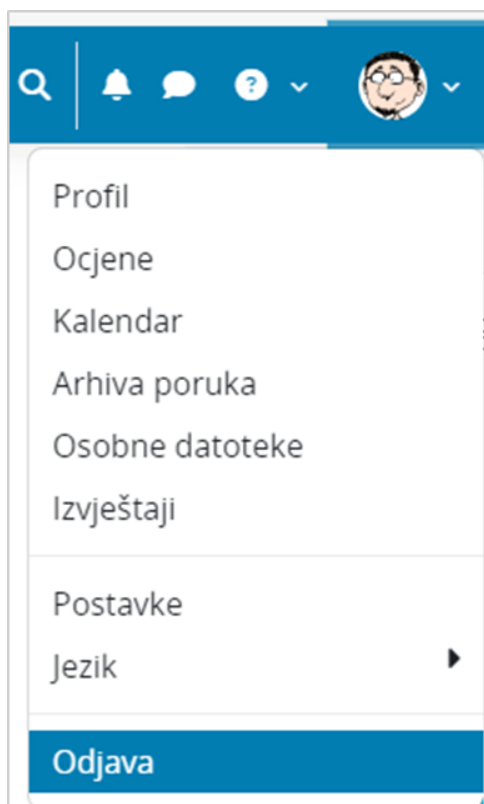 Profil
Ocjene
Kalendar
Arhiva poruka
Osobne datoteke
Izvještaji
Postavke
Jezik
Odjava